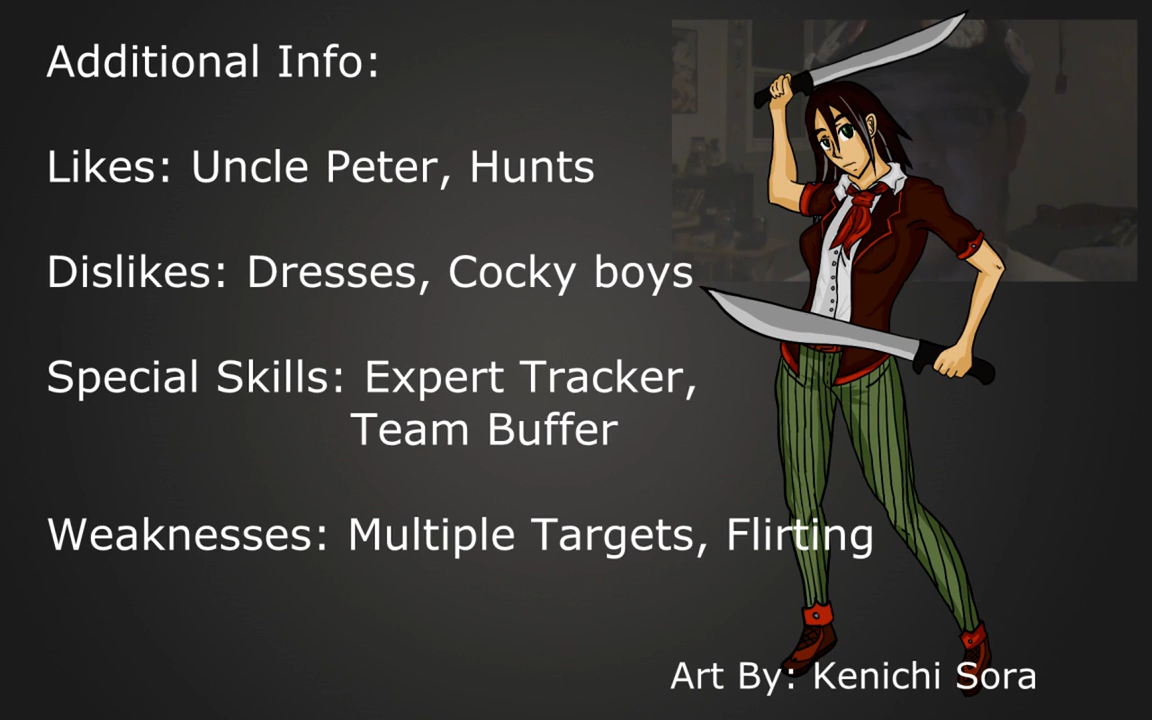 Additional Info:
Likes: Uncle Peter, Hunts
Dislikes: Dresses, Cocky boys
Special Skills: Expert Tracker,
Team Buffer
Weaknesses: Multiple Targets, Flirting
Art By: Kenichi Sora